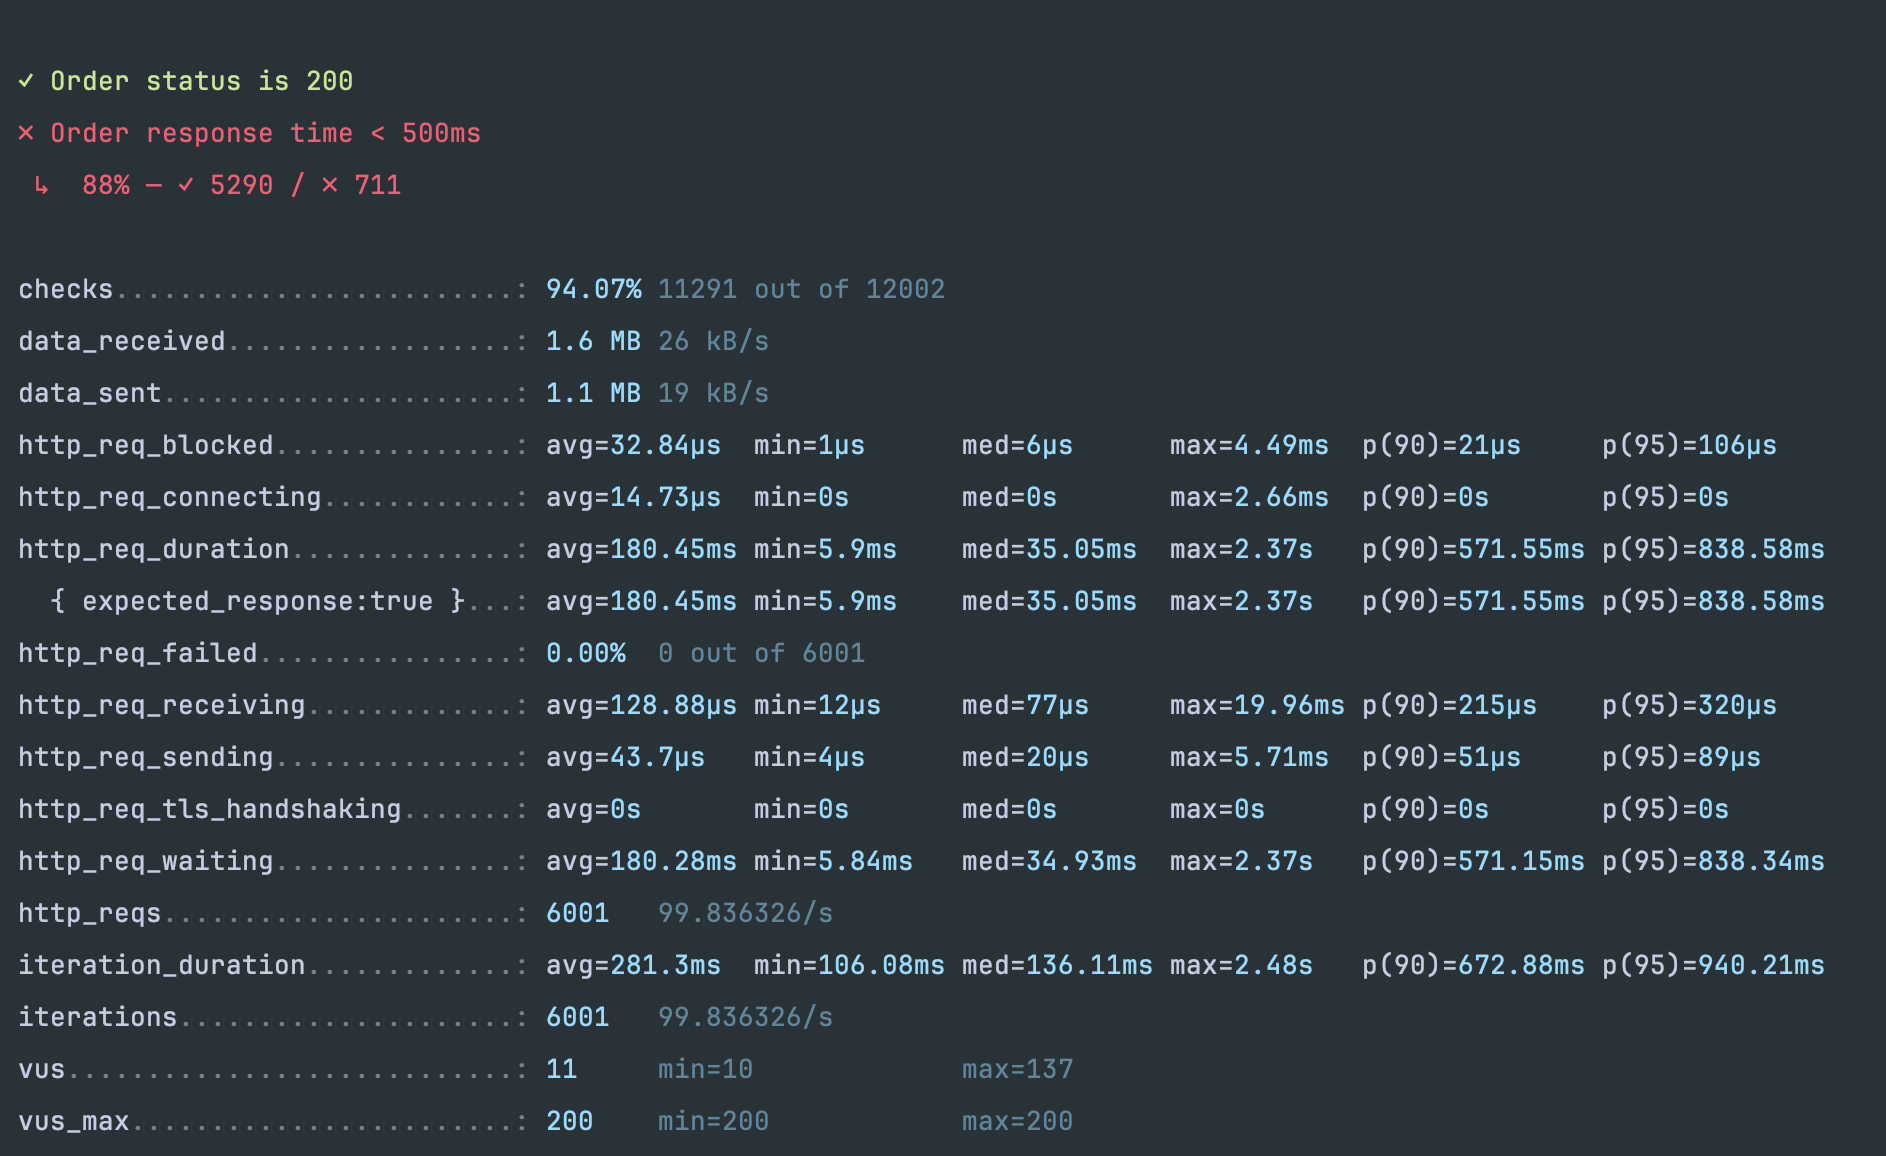 ✓ Order status is 200
✕ Order response time < 500ms
↳ 88% — ✓ 5290 / ✕ 711
checks.........................: 94.07% 11291 out of 12002
data_received..................: 1.6 MB 26 kB/s
data_sent......................: 1.1 MB 19 kB/s
http_req_blocked...............: avg=32.84µs min=1µs med=6µs max=4.49ms p(90)=21µs p(95)=106µs
http_req_connecting............: avg=14.73µs min=0s med=0s max=2.66ms p(90)=0s p(95)=0s
http_req_duration..............: avg=180.45ms min=5.9ms med=35.05ms max=2.37s p(90)=571.55ms p(95)=838.58ms
{ expected_response:true }...: avg=180.45ms min=5.9ms med=35.05ms max=2.37s p(90)=571.55ms p(95)=838.58ms
http_req_failed................: 0.00% 0 out of 6001
http_req_receiving.............: avg=128.88µs min=12µs med=77µs max=19.96ms p(90)=215µs p(95)=320µs
http_req_sending...............: avg=43.7µs min=4µs med=20µs max=5.71ms p(90)=51µs p(95)=89µs
http_req_tls_handshaking.......: avg=0s min=0s med=0s max=0s p(90)=0s p(95)=0s
http_req_waiting...............: avg=180.28ms min=5.84ms med=34.93ms max=2.37s p(90)=571.15ms p(95)=838.34ms
http_reqs......................: 6001 99.836326/s
iteration_duration.............: avg=281.3ms min=106.08ms med=136.11ms max=2.48s p(90)=672.88ms p(95)=940.21ms
iterations.....................: 6001 99.836326/s
vus............................: 11 min=10 max=137
vus_max........................: 200 min=200 max=200